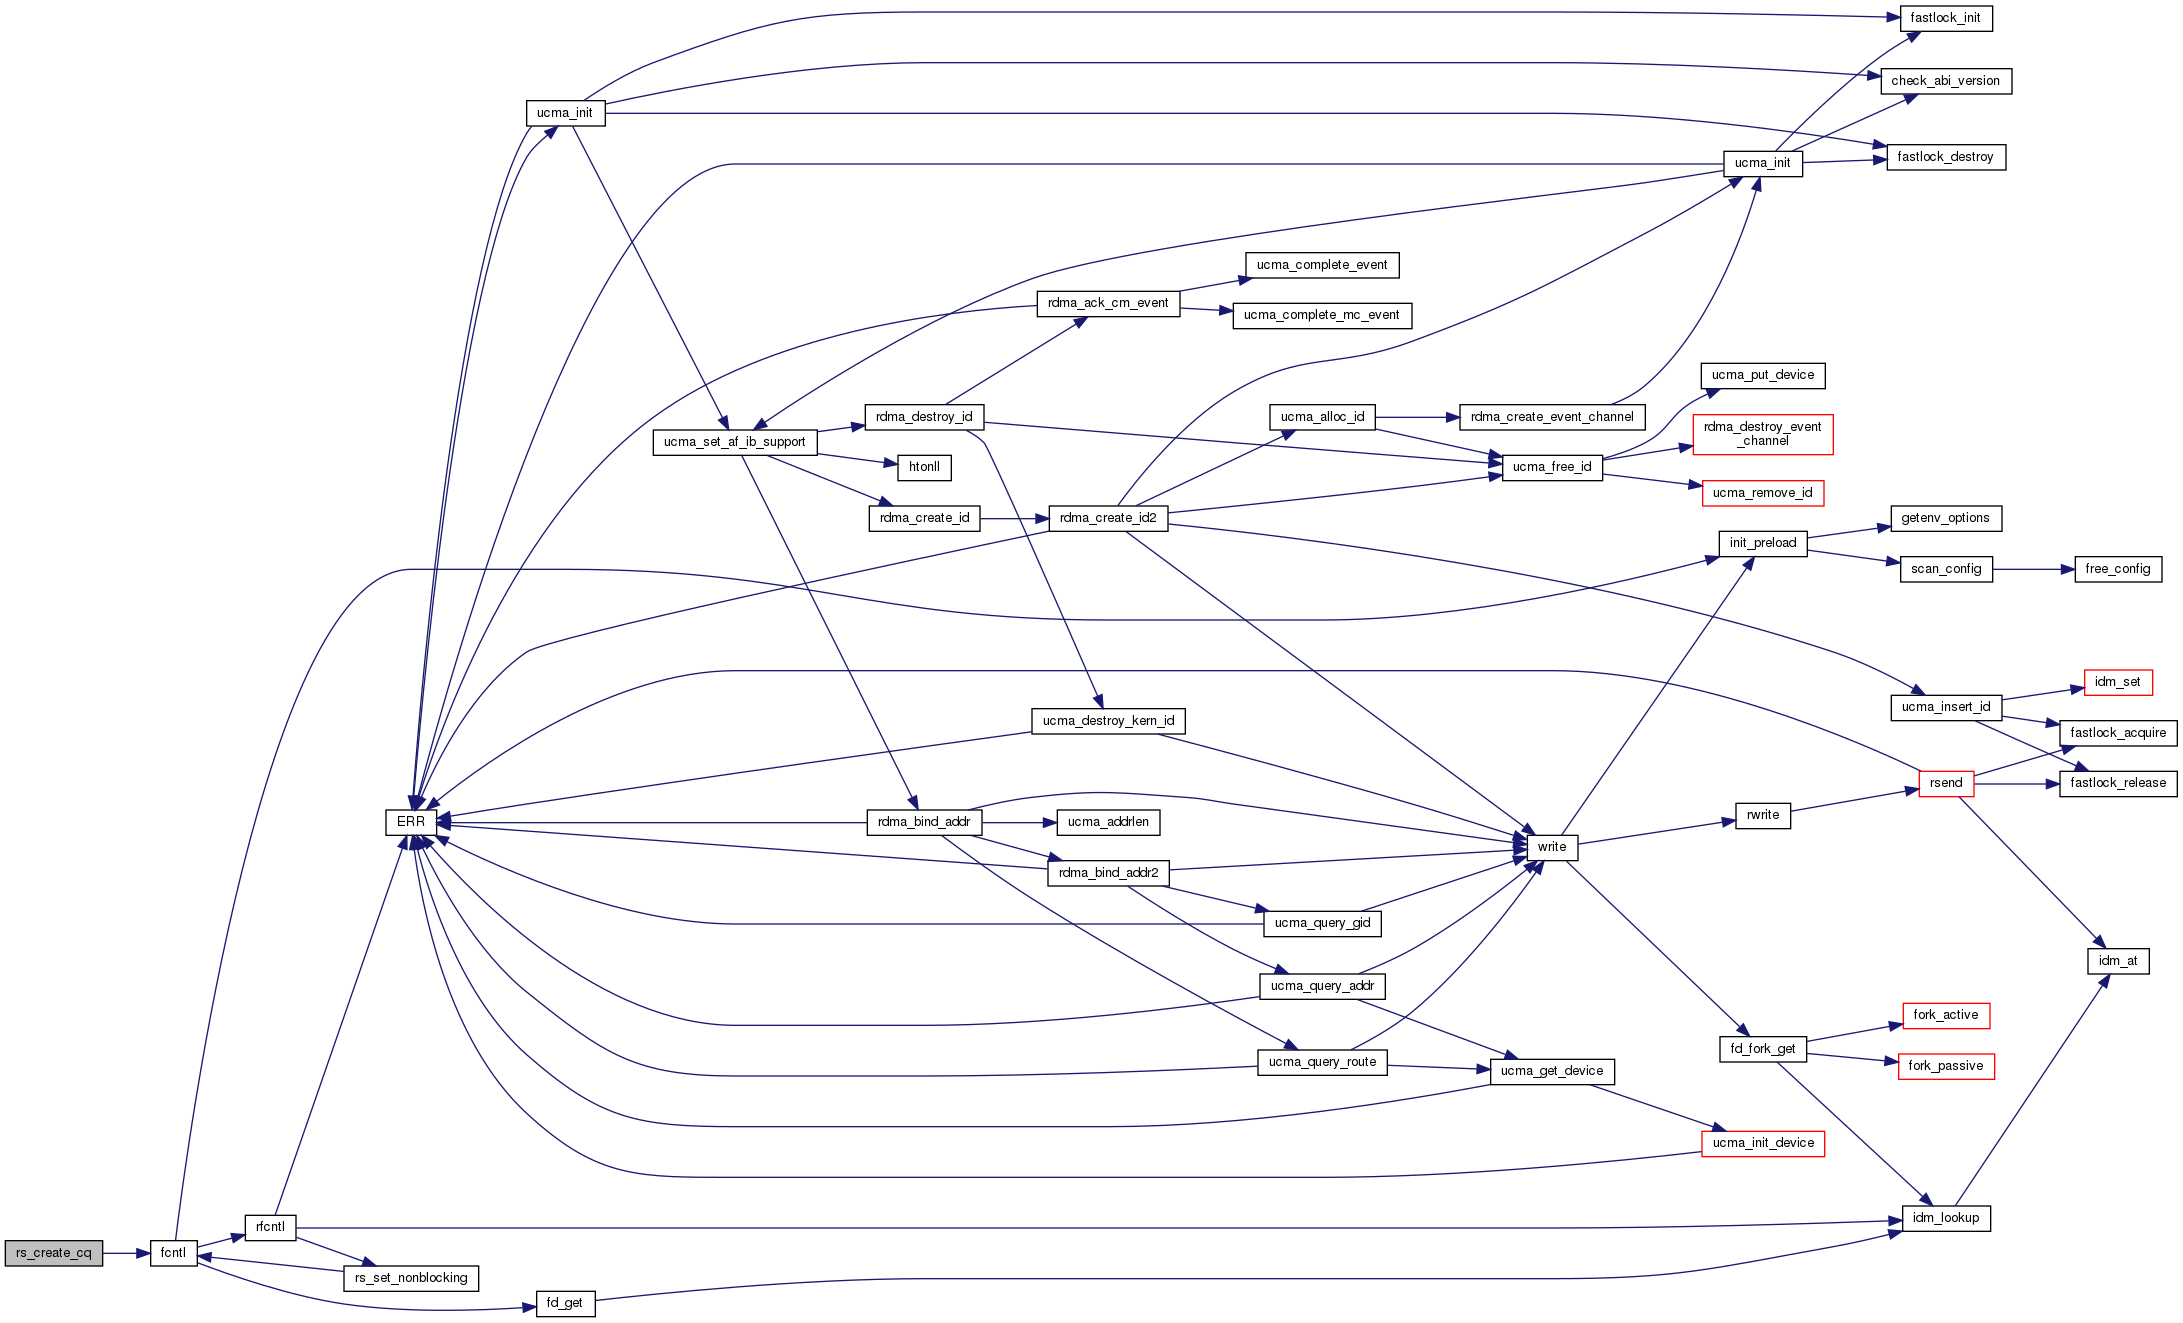 fastlock_init
check_abi_version
ucma_init
fastlock_destroy
ucma_init
ucma_complete_event
rdma_ack_cm_event
ucma_complete_mc_event
ucma_put_device
rdma_destroy_id
ucma_alloc_id
rdma_create_event_channel
rdma_destroy_event
_channel
ucma_set_af_ib_support
htonll
ucma_free_id
ucma_remove_id
rdma_create_id
rdma_create_id2
getenv_options
init_preload
scan_config
free_config
idm_set
ucma_insert_id
ucma_destroy_kern_id
fastlock_acquire
rsend
fastlock_release
ERR
rdma_bind_addr
ucma_addrlen
rwrite
write
rdma_bind_addr2
ucma_query_gid
idm_at
ucma_query_addr
fork_active
fd_fork_get
ucma_query_route
ucma_get_device
fork_passive
ucma_init_device
idm_lookup
rfcntl
rs_create_cq
fcntl
rs_set_nonblocking
fd_get